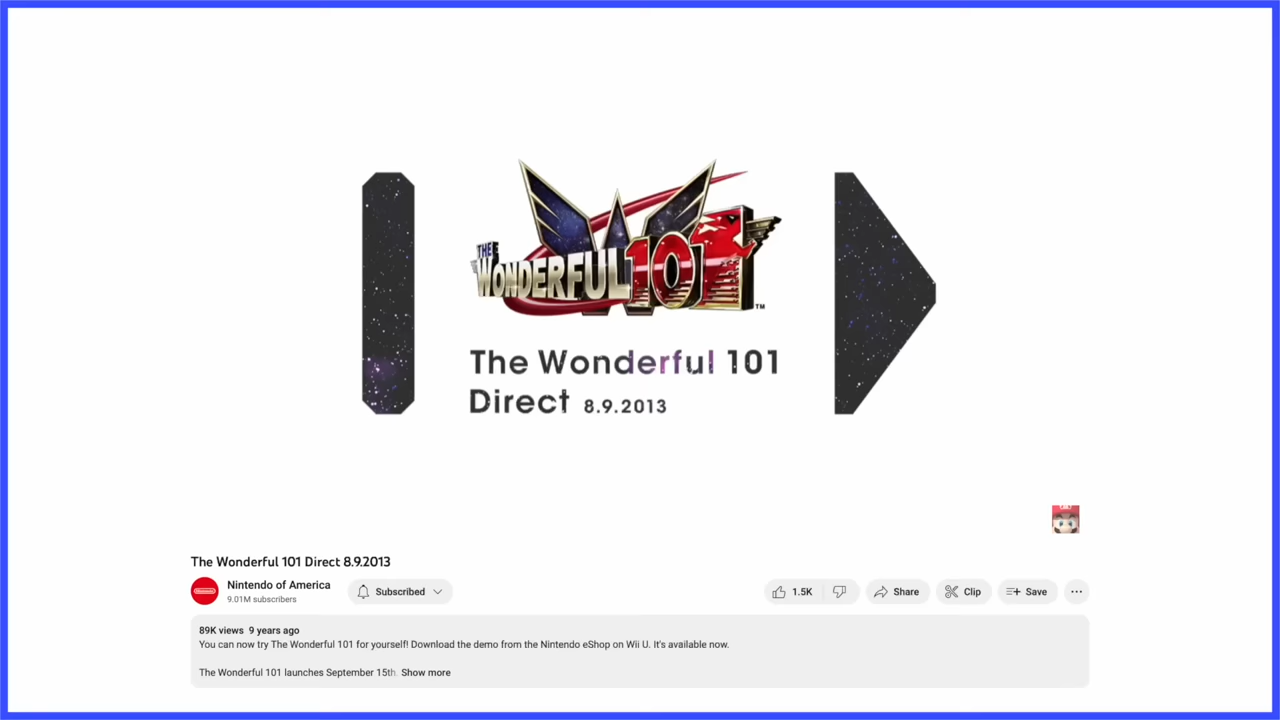 THE
WONDERFUL 101
TM
The Wonderful 101
Direct 8.9.2013
The Wonderful 101 Direct 8.9.2013
Nintendo of America
9.01M subscribers
Subscribed
1.5K
Share
Clip
Save
89K views 9 years ago
You can now try The Wonderful 101 for yourself! Download the demo from the Nintendo eShop on Wii U. It's available now.
The Wonderful 101 launches September 15th. Show more